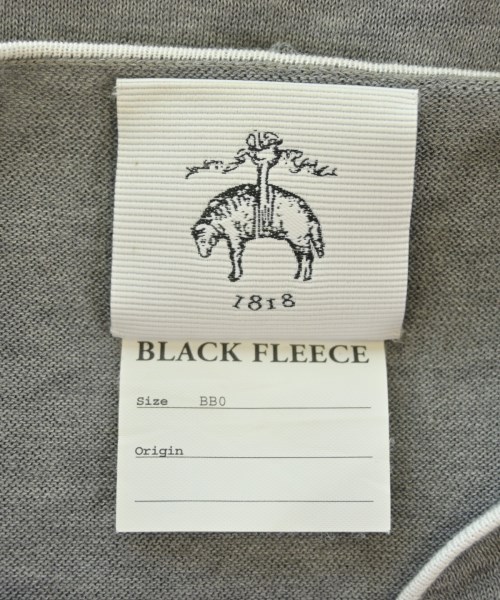 1818
BLACK FLEECE
Size BB0
Origin